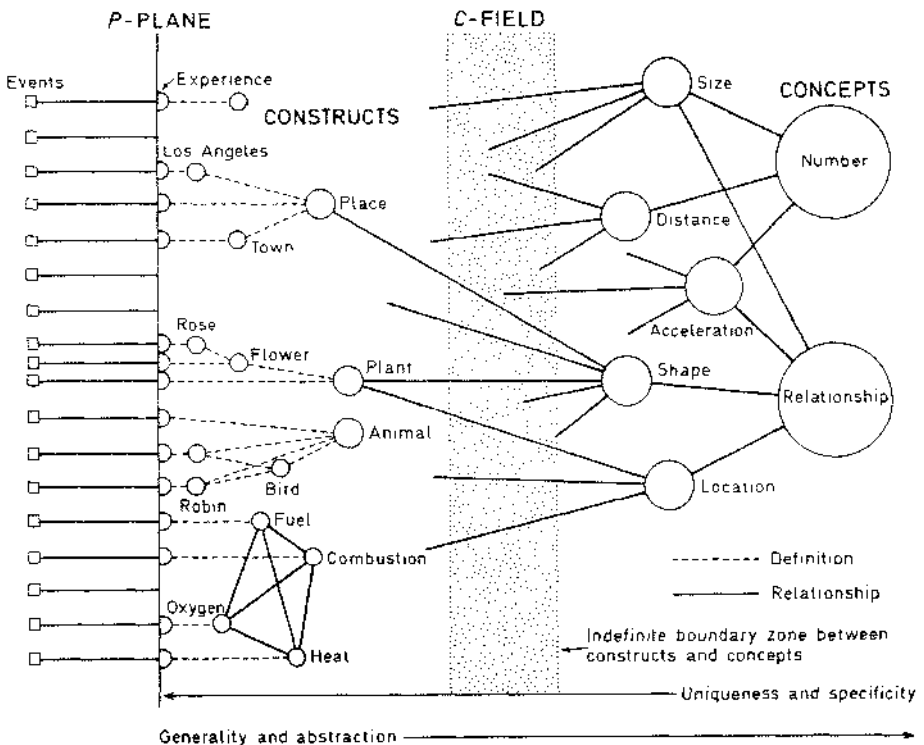 P-PLANE
C-FIELD
Events
Experience
CONSTRUCTS
Size
CONCEPTS
Los Angeles
Number
Place
Distance
Town
Acceleration
Rose
Flower
Plant
Shape
Relationship
Animal
Bird
Robin
Location
Fuel
Combustion
Definition
Oxygen
Relationship
Heat
Indefinite boundary zone between
constructs and concepts
Uniqueness and specificity
Generality and abstraction